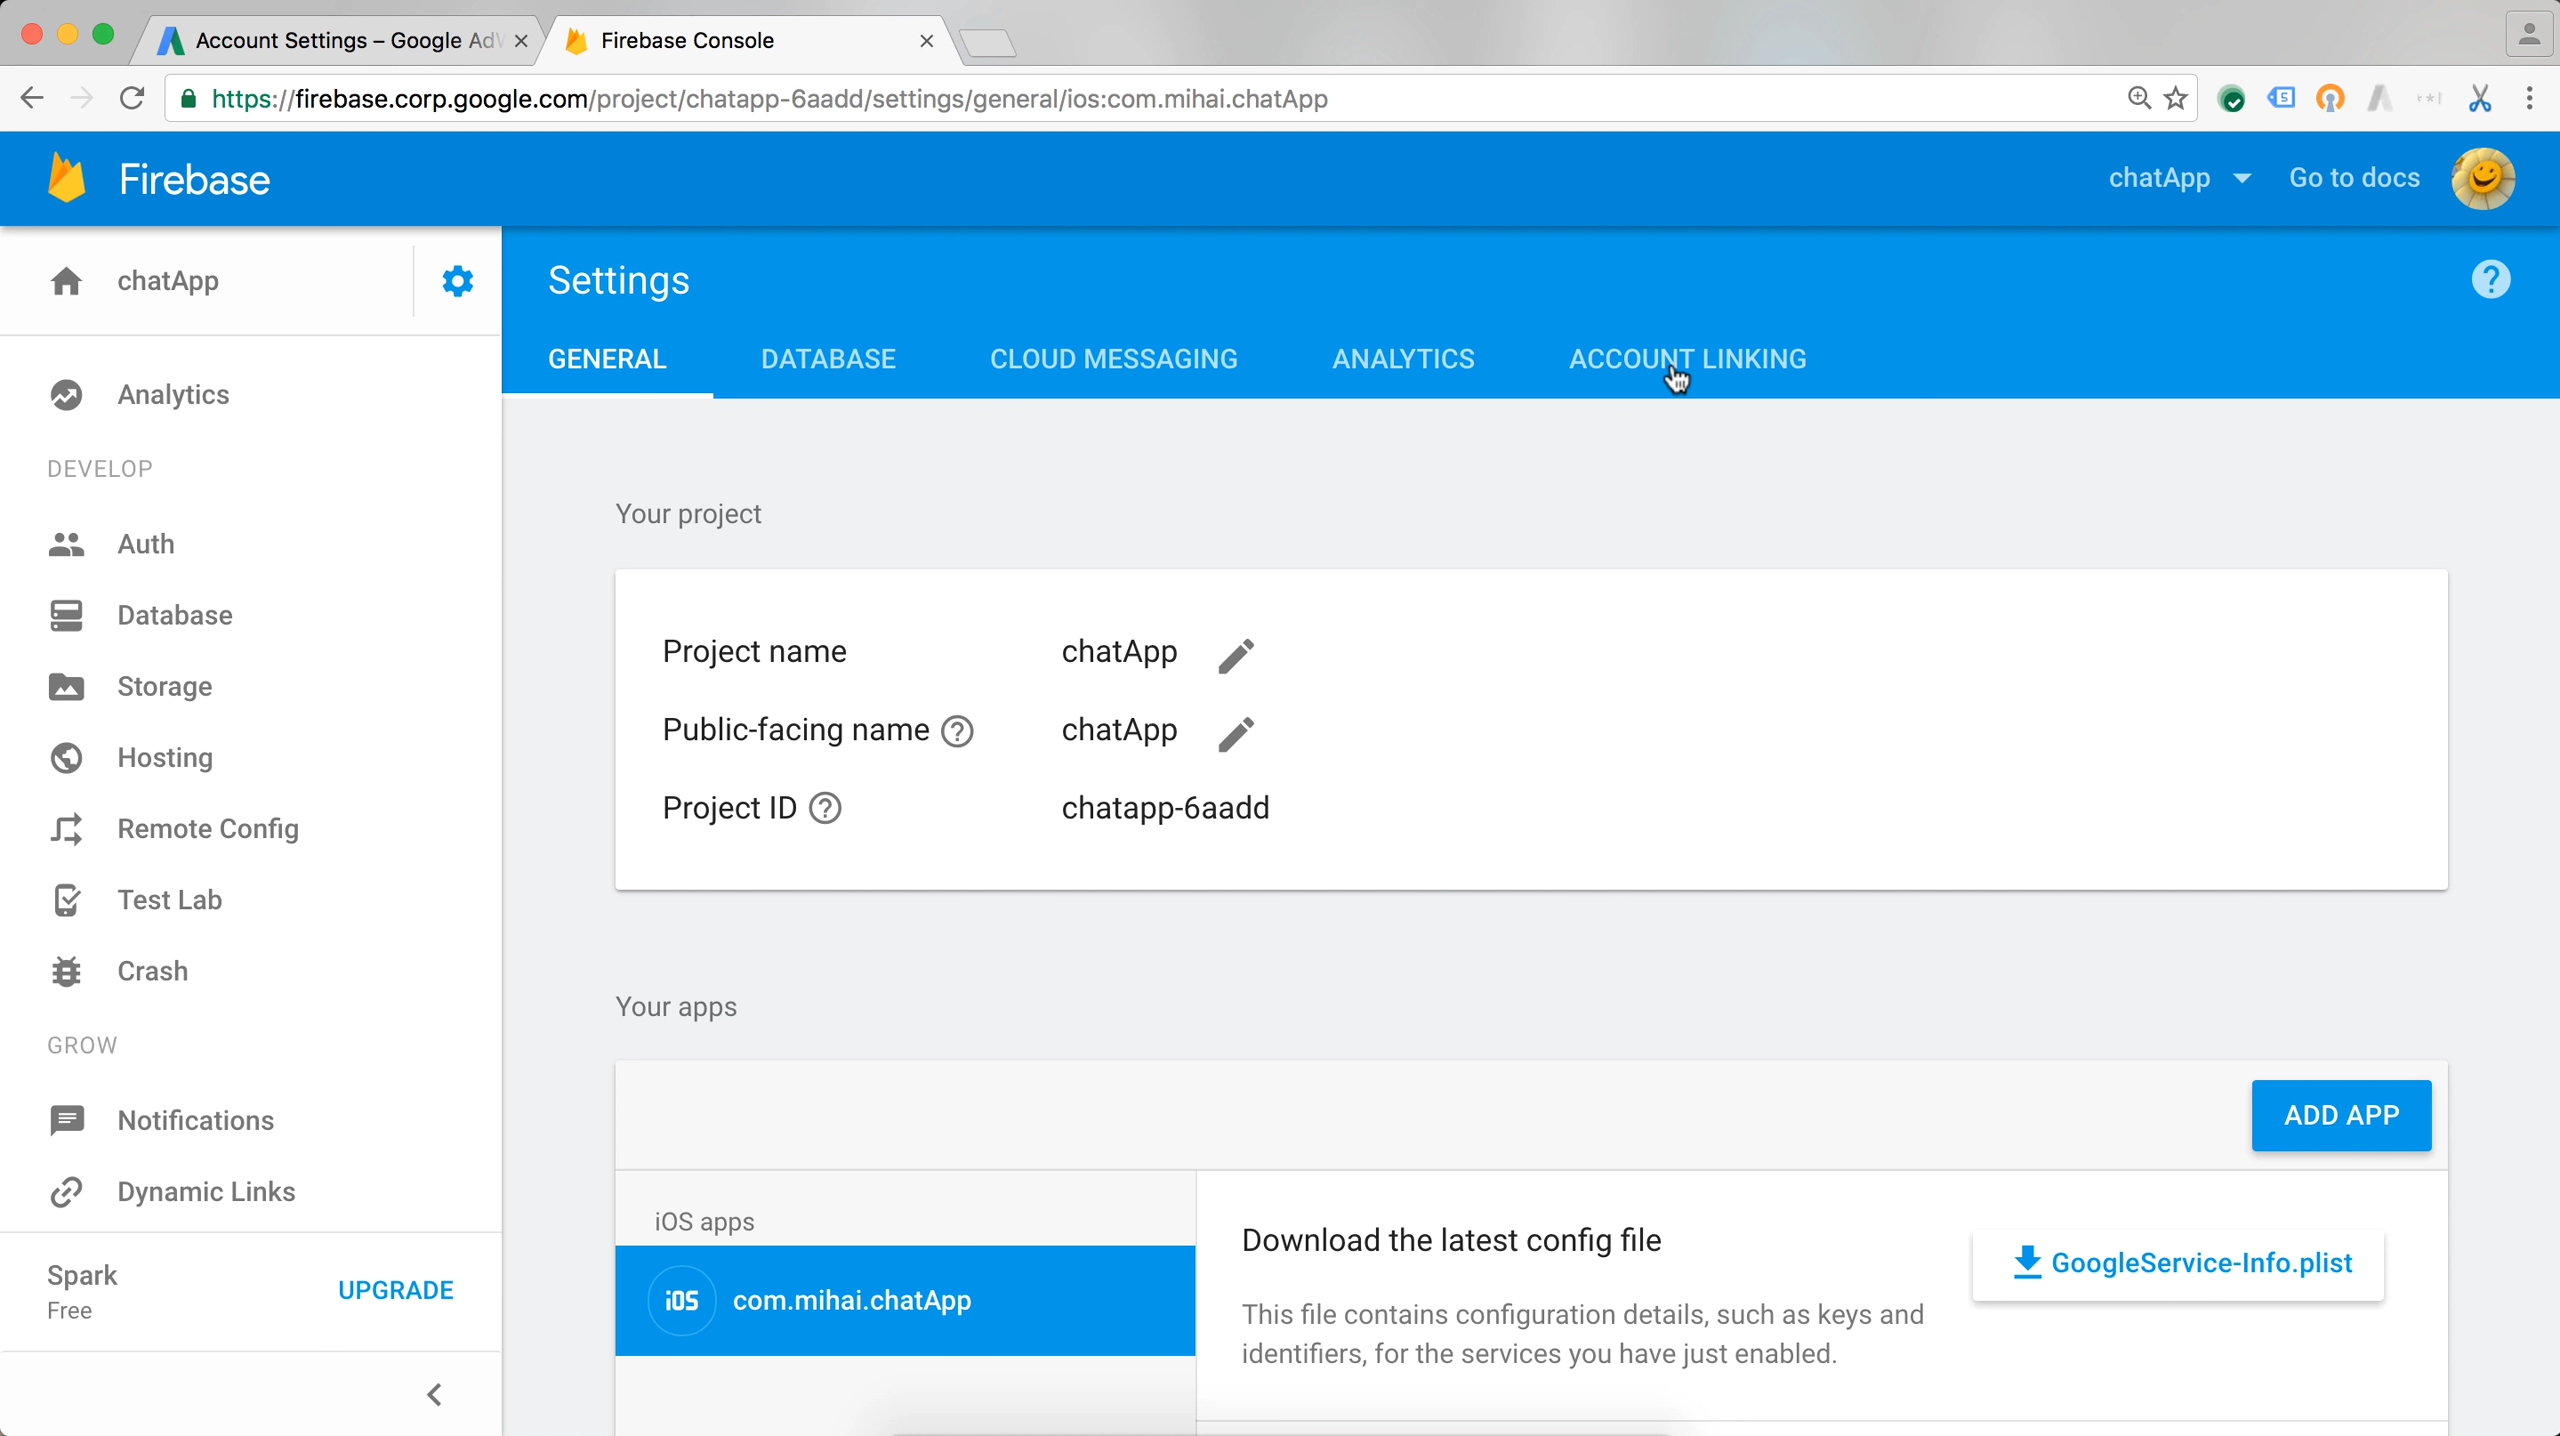 Account Settings – Google AdW
Firebase Console
https://firebase.corp.google.com/project/chatapp-6aadd/settings/general/ios:com.mihai.chatApp
Firebase
chatApp
Go to docs
chatApp
Settings
GENERAL
DATABASE
CLOUD MESSAGING
ANALYTICS
ACCOUNT LINKING
Analytics
DEVELOP
Auth
Database
Storage
Hosting
Remote Config
Test Lab
Crash
GROW
Notifications
Dynamic Links
Spark
Free
UPGRADE
Your project
Project name
chatApp
Public-facing name
chatApp
Project ID
chatapp-6aadd
Your apps
ADD APP
iOS apps
iOS
com.mihai.chatApp
Download the latest config file
GoogleService-Info.plist
This file contains configuration details, such as keys and
identifiers, for the services you have just enabled.